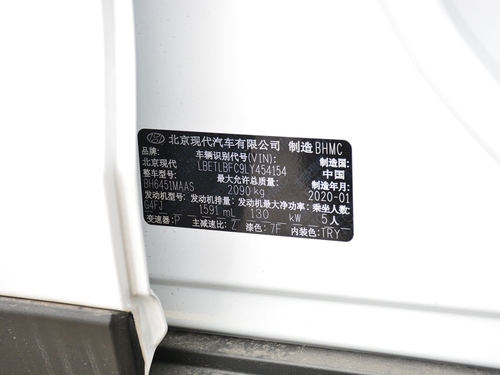 北京现代汽车有限公司 制造 BHMC
品牌: 车辆识别代号(VIN): 制造国:
北京现代 LBETLBFC9LY454154 中国
整车型号: 最大允许总质量: 制造年月:
BH6451MAAS 2090 kg 2020-01
发动机型号: 发动机排量: 发动机最大净功率: 乘坐人数:
G4FJ 1591 mL 130 kW 5人
变速器: P 主减速比: Z 漆色: 7F 内装色: TRY